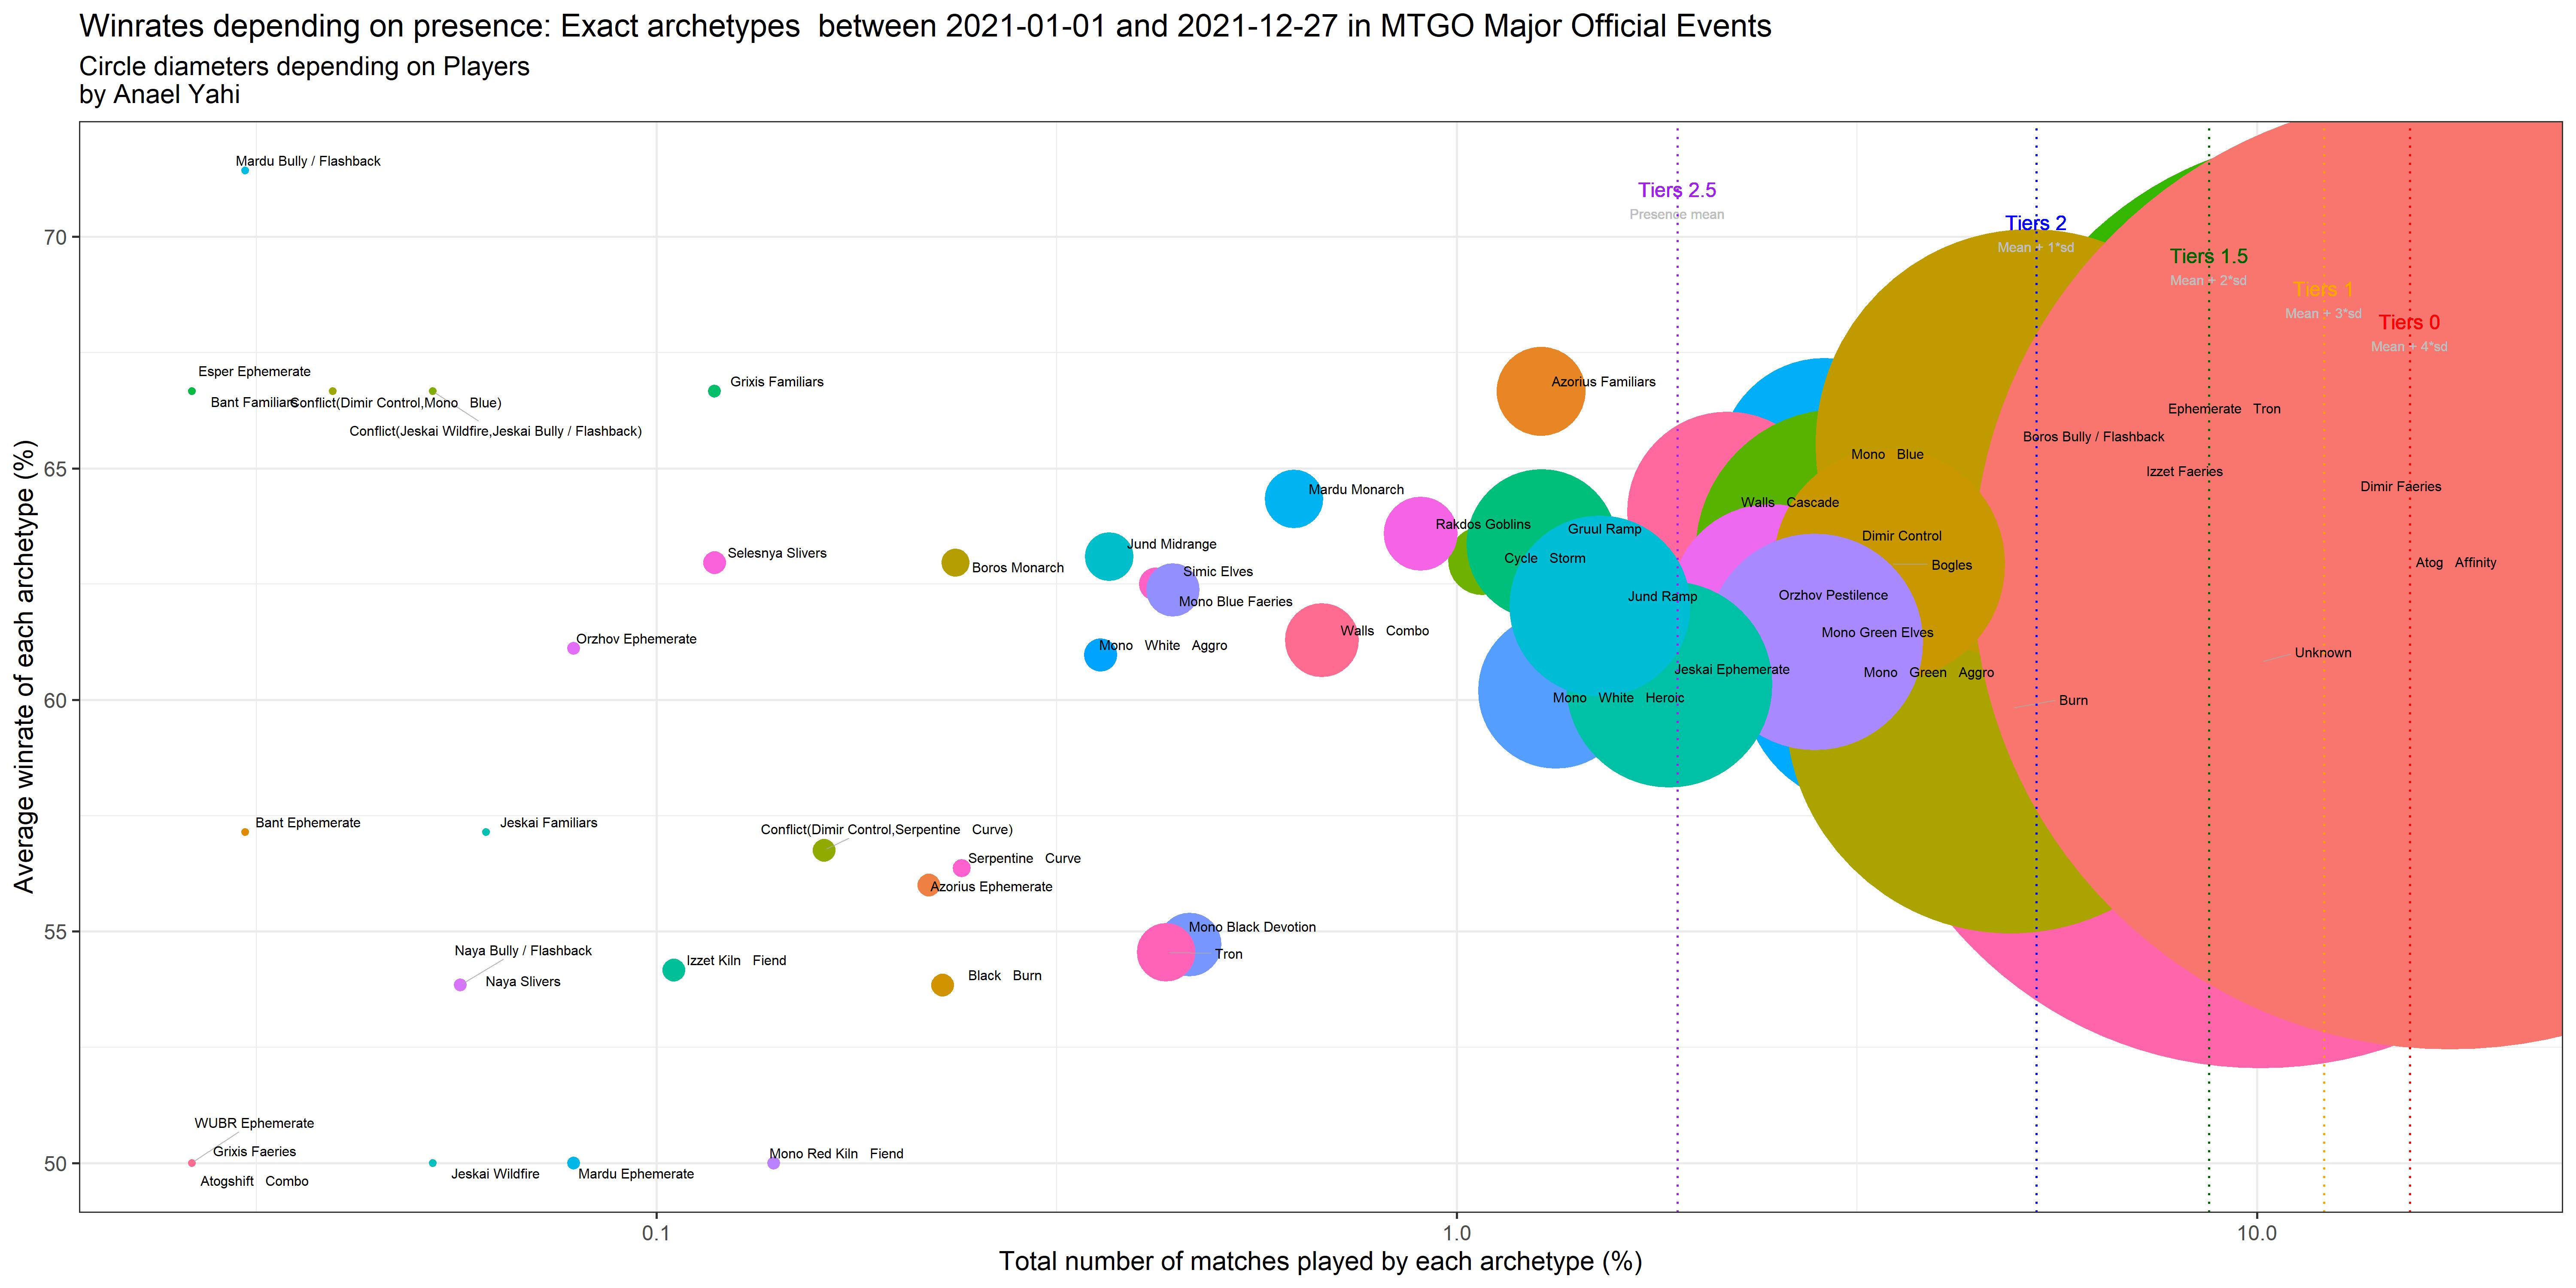 Winrates depending on presence: Exact archetypes  between 2021-01-01 and 2021-12-27 in MTGO Major Official Events
Circle diameters depending on Players
by Anael Yahi
Mardu Bully / Flashback
Tiers 2.5
Presence mean
Tiers 2
Mean + 1*sd
Tiers 1.5
Mean + 2*sd
Tiers 1
Mean + 3*sd
Tiers 0
Mean + 4*sd
70
Esper Ephemerate
Bant Familiars
Conflict(Dimir Control,Mono   Blue)
Conflict(Jeskai Wildfire,Jeskai Bully / Flashback)
Grixis Familiars
Azorius Familiars
Ephemerate   Tron
Boros Bully / Flashback
Mono   Blue
Izzet Faeries
Dimir Faeries
65
Mardu Monarch
Walls   Cascade
Rakdos Goblins
Gruul Ramp
Dimir Control
Selesnya Slivers
Boros Monarch
Jund Midrange
Cycle   Storm
Bogles
Atog   Affinity
Simic Elves
Mono Blue Faeries
Jund Ramp
Orzhov Pestilence
Orzhov Ephemerate
Mono   White   Aggro
Walls   Combo
Mono Green Elves
Unknown
Jeskai Ephemerate
Mono   Green   Aggro
Mono   White   Heroic
Burn
60
Bant Ephemerate
Jeskai Familiars
Conflict(Dimir Control,Serpentine   Curve)
Serpentine   Curve
Azorius Ephemerate
Mono Black Devotion
Tron
55
Naya Bully / Flashback
Naya Slivers
Izzet Kiln   Fiend
Black   Burn
WUBR Ephemerate
Grixis Faeries
Atogshift   Combo
Jeskai Wildfire
Mardu Ephemerate
Mono Red Kiln   Fiend
50
Average winrate of each archetype (%)
0.1
1.0
10.0
Total number of matches played by each archetype (%)